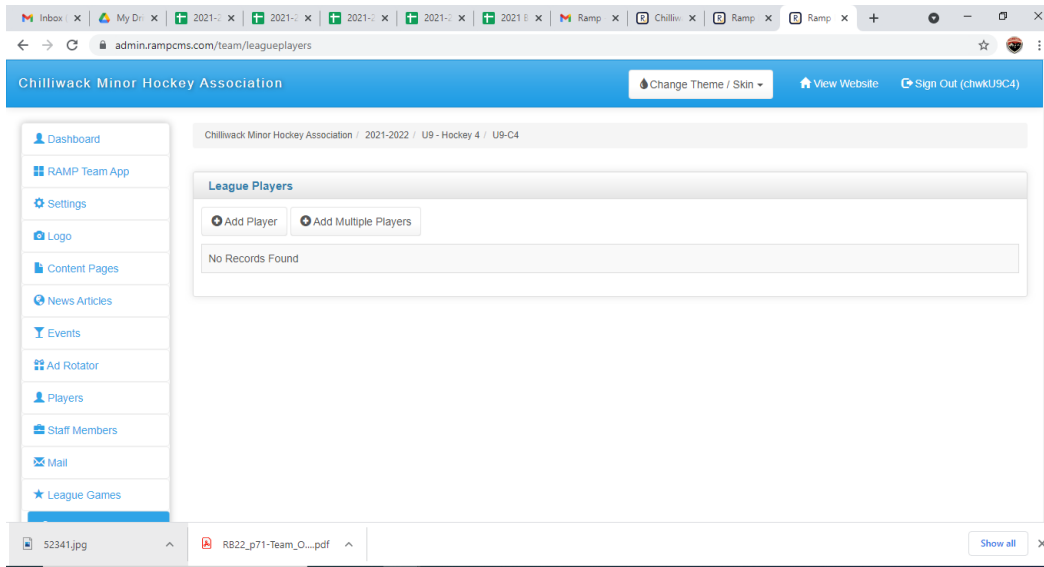 Inbox ( My Dri 2021-2 2021-2 2021-2 2021-2 2021 E Ramp Chilliw Ramp Ramp
admin.rampcms.com/team/leagueplayers
Chilliwack Minor Hockey Association Change Theme / Skin View Website Sign Out (chwkU9C4)
Chilliwack Minor Hockey Association / 2021-2022 / U9 - Hockey 4 / U9-C4
Dashboard
RAMP Team App
Settings
Logo
Content Pages
News Articles
Events
Ad Rotator
Players
Staff Members
Mail
League Games
League Players
Add Player Add Multiple Players
No Records Found
52341.jpg RB22_p71-Team_O....pdf Show all